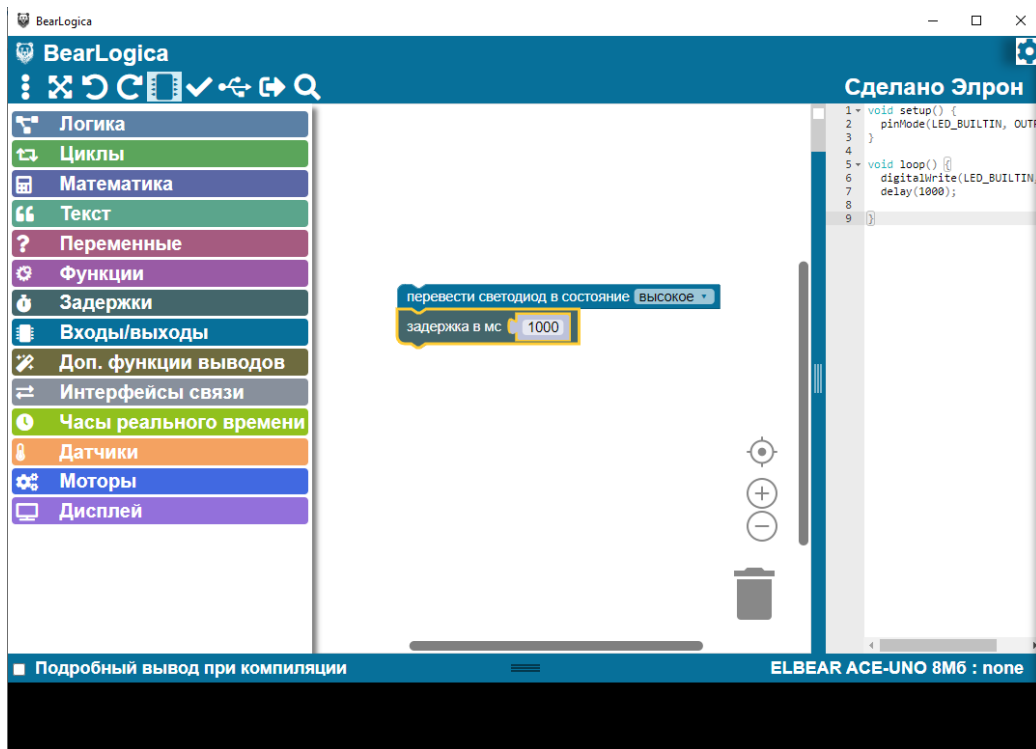 BearLogica
BearLogica
Сделано Элрон
Логика
Циклы
Математика
Текст
Переменные
Функции
Задержки
Входы/выходы
Доп. функции выводов
Интерфейсы связи
Часы реального времени
Датчики
Моторы
Дисплей
перевести светодиод в состояние высокое
задержка в мс 1000
1 void setup() {
2 pinMode(LED_BUILTIN, OUT
3 }
4
5 void loop() {
6 digitalWrite(LED_BUILTIN,
7 delay(1000);
8
9 }
Подробный вывод при компиляции
ELBEAR ACE-UNO 8Мб : none